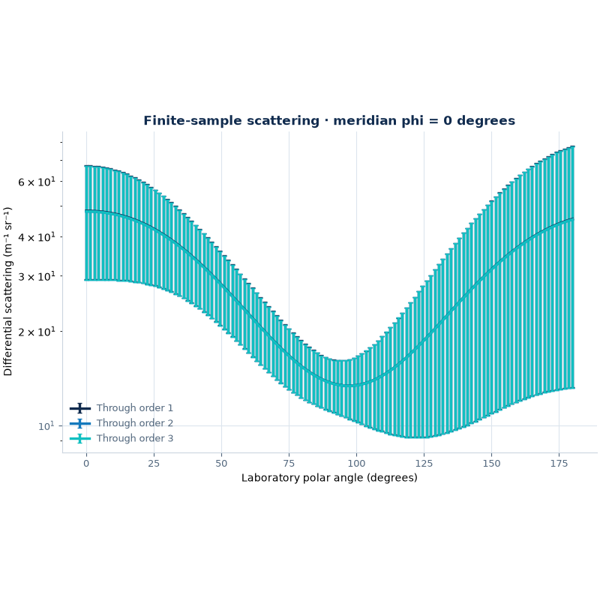 Finite-sample scattering · meridian phi = 0 degrees
Differential scattering (m⁻¹ sr⁻¹)
6 × 10¹
4 × 10¹
3 × 10¹
2 × 10¹
10¹
Through order 1
Through order 2
Through order 3
0 25 50 75 100 125 150 175
Laboratory polar angle (degrees)